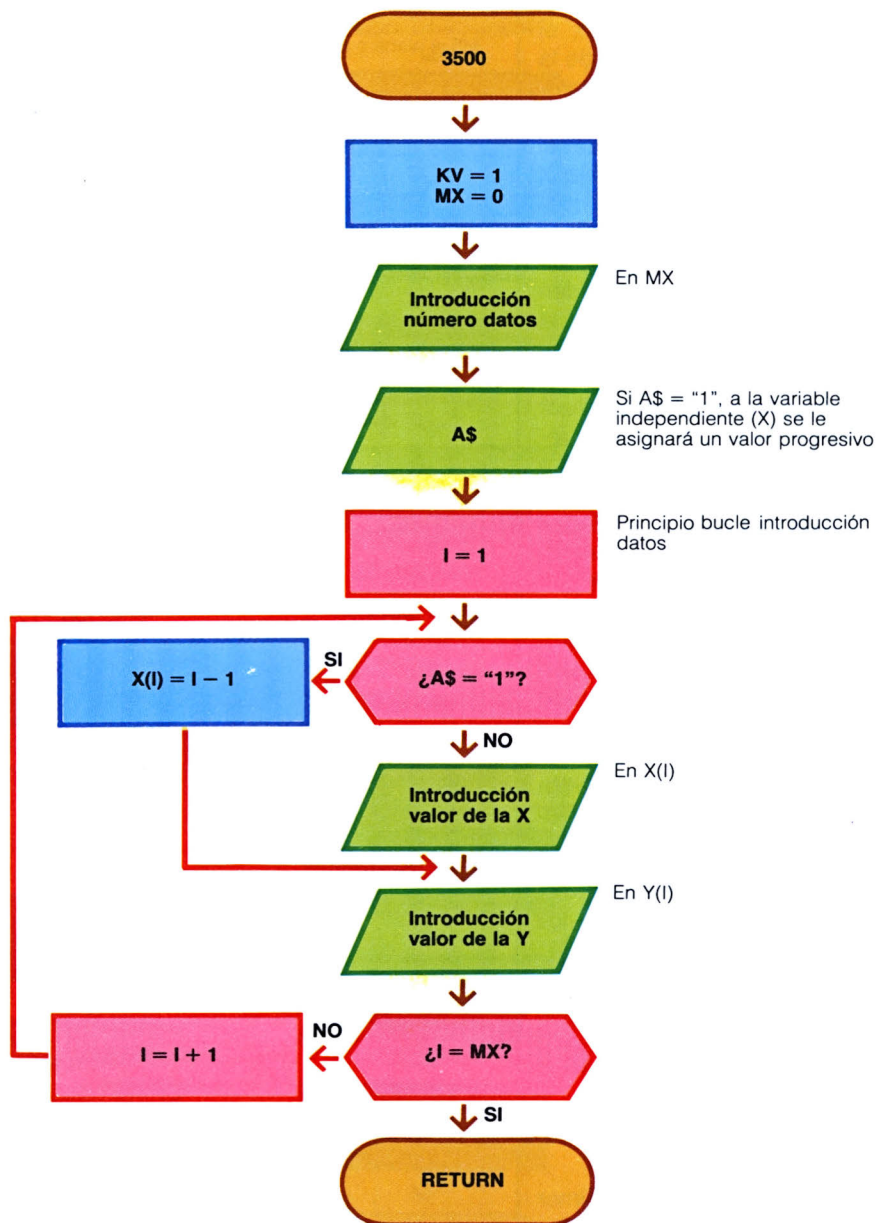 3500
KV = 1
MX = 0
Introducción
número datos
En MX
A$
Si A$ = “1”, a la variable
independiente (X) se le
asignará un valor progresivo
I = 1
Principio bucle introducción
datos
X(I) = I – 1
SI
¿A$ = “1”?
NO
Introducción
valor de la X
En X(I)
Introducción
valor de la Y
En Y(I)
I = I + 1
NO
¿I = MX?
SI
RETURN